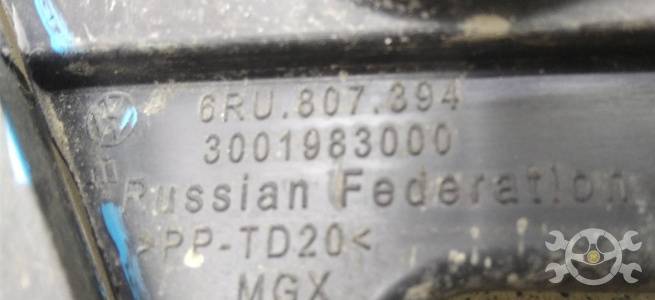 6RU.807.394
3001983000
Russian Federation
>PP-TD20<
MGX